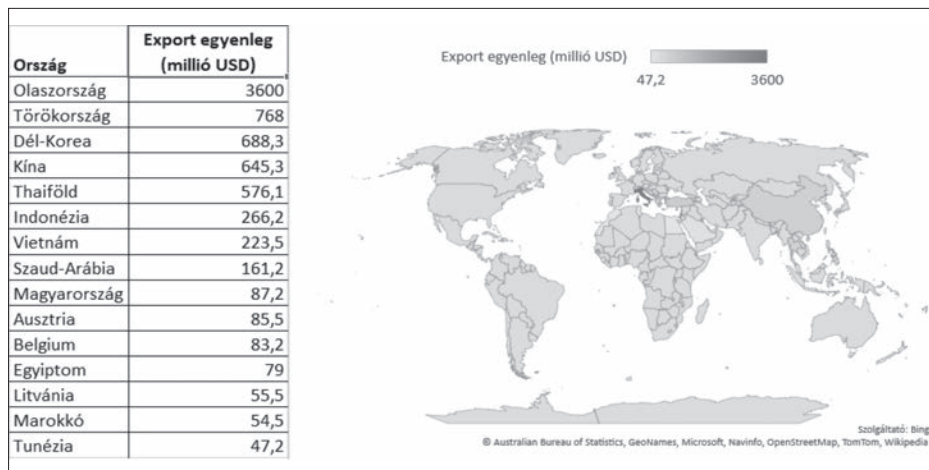 Ország Export egyenleg (millió USD)
Olaszország 3600
Törökország 768
Dél-Korea 688,3
Kína 645,3
Thaiföld 576,1
Indonézia 266,2
Vietnám 223,5
Szaud-Arábia 161,2
Magyarország 87,2
Ausztria 85,5
Belgium 83,2
Egyiptom 79
Litvánia 55,5
Marokkó 54,5
Tunézia 47,2
Export egyenleg (millió USD)
47,2 3600
Szolgáltató: Bing
© Australian Bureau of Statistics, GeoNames, Microsoft, Navinfo, OpenStreetMap, TomTom, Wikipedia